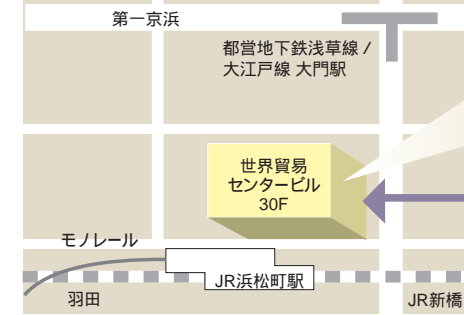 第一京浜
都営地下鉄浅草線 /
大江戸線 大門駅
世界貿易
センタービル
30F
モノレール
JR浜松町駅
羽田
JR新橋